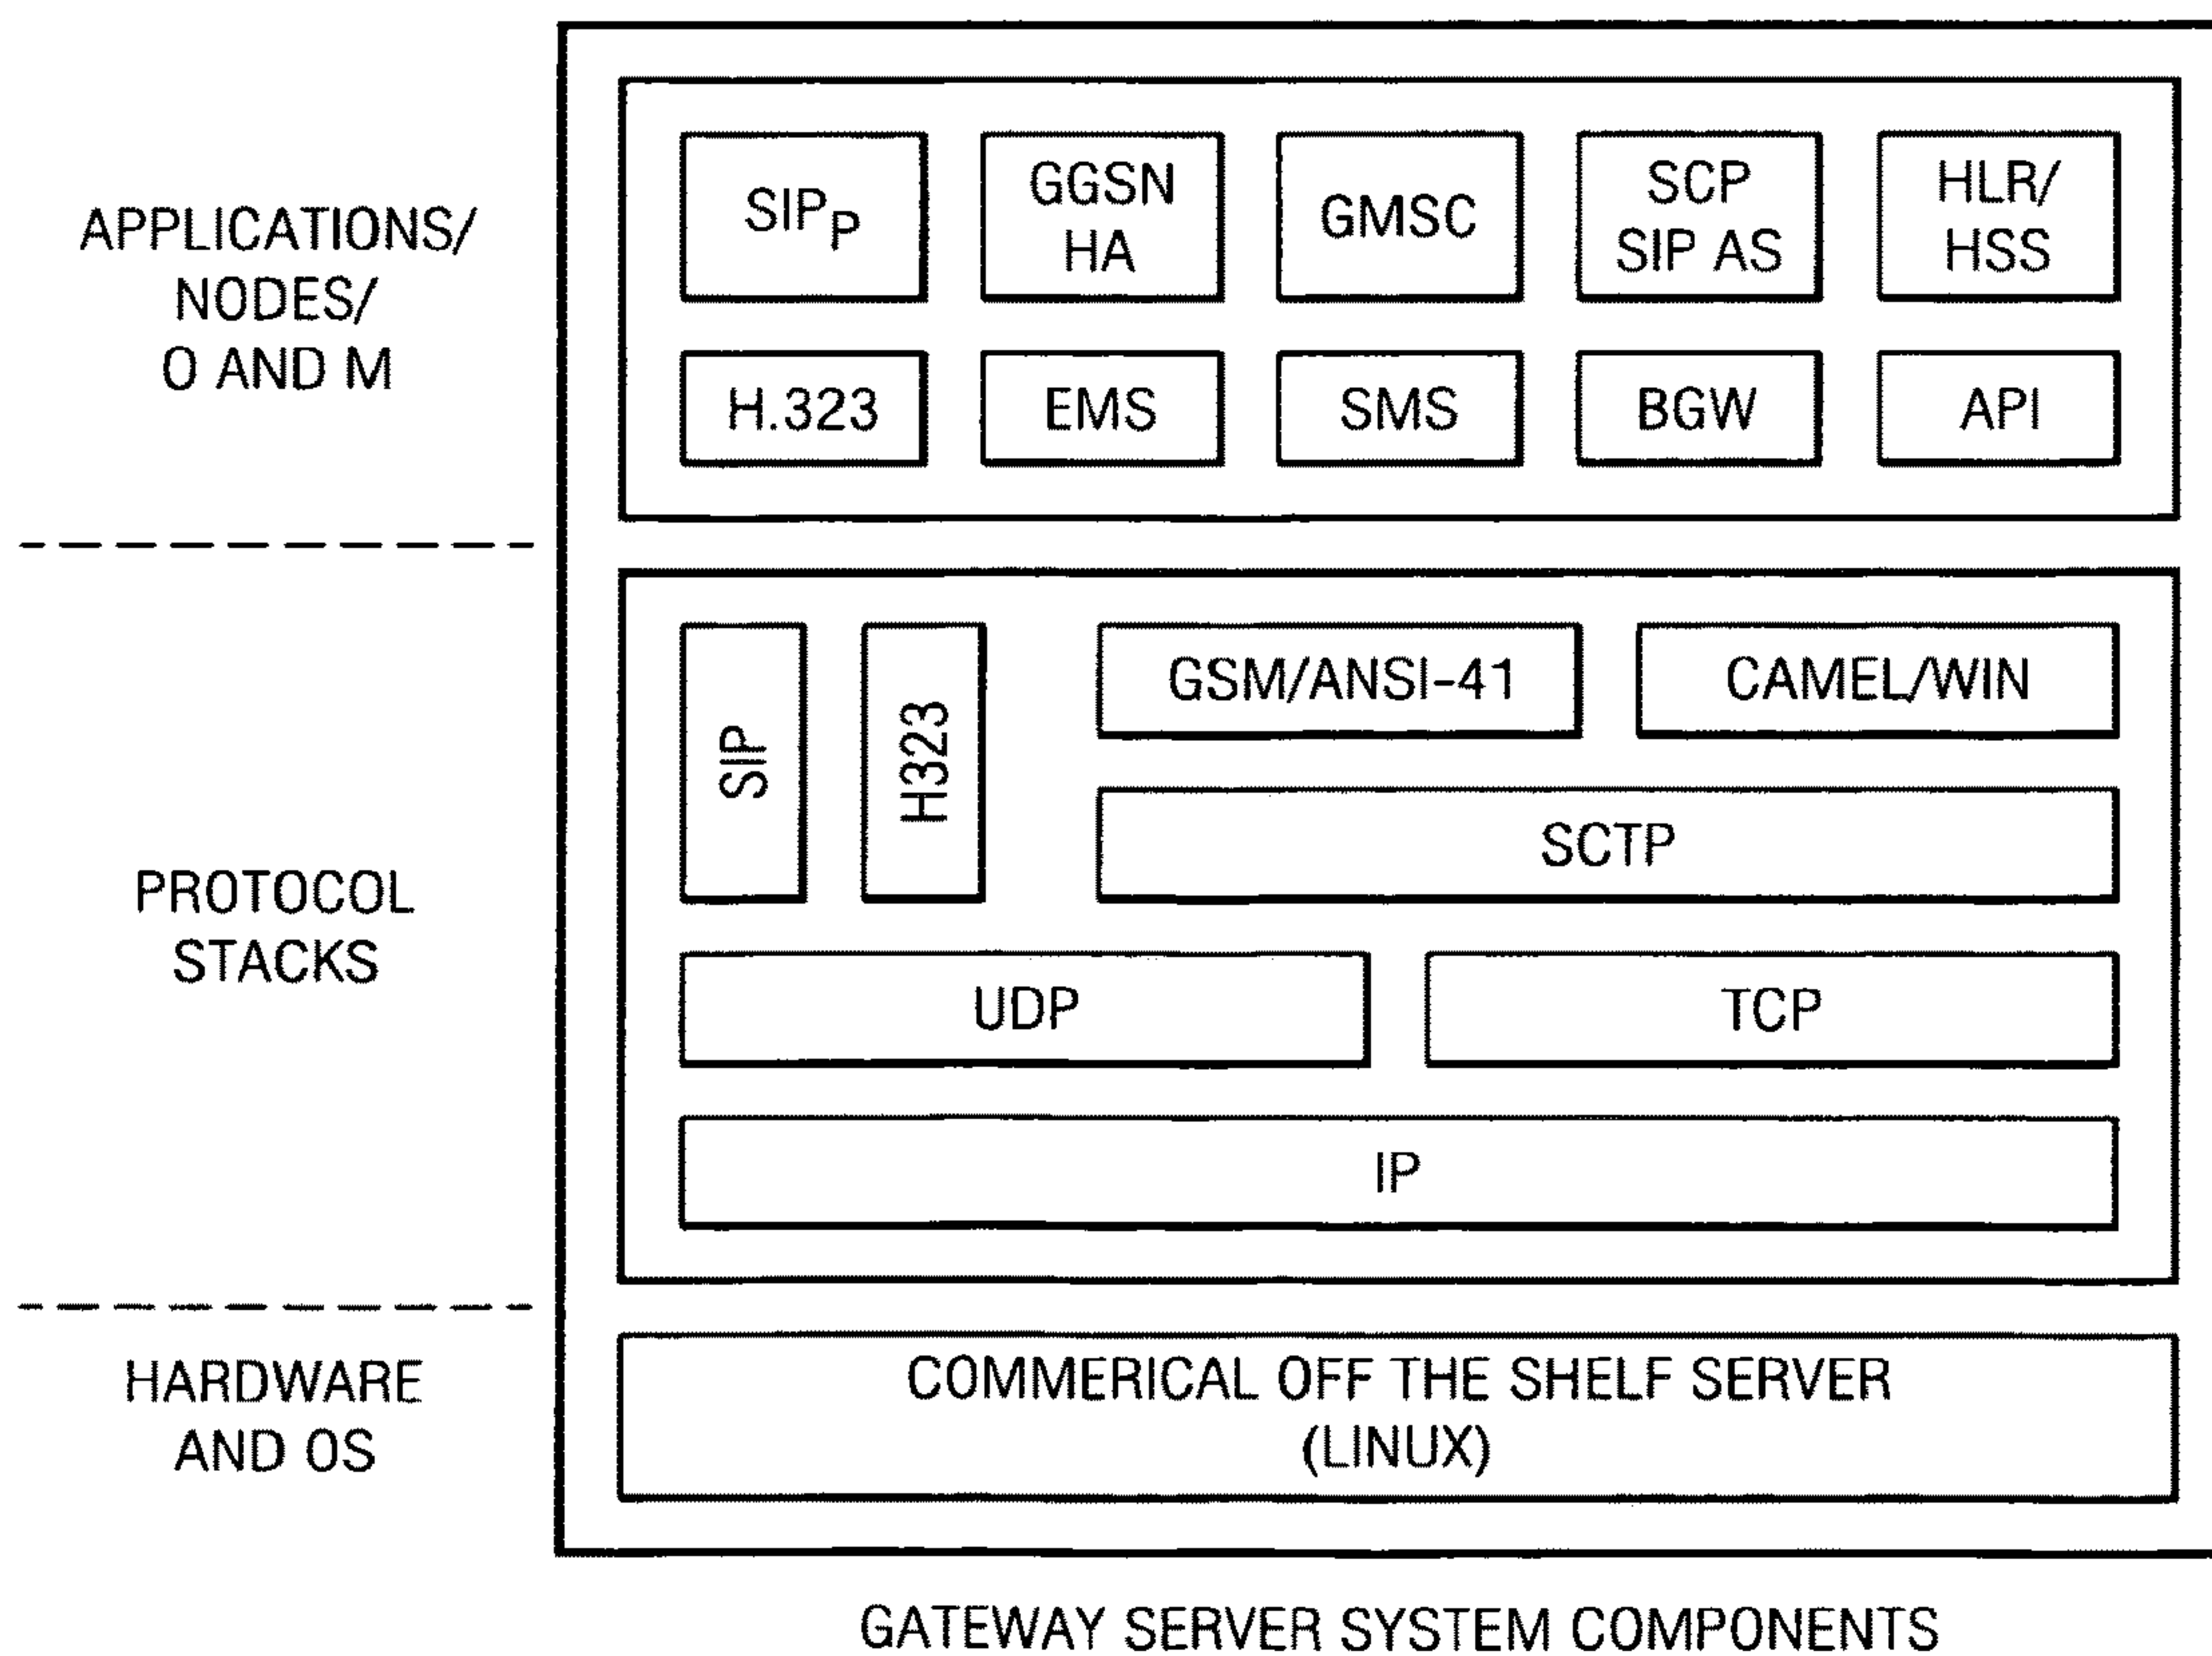 APPLICATIONS/
NODES/
O AND M
SIPP
GGSN
HA
GMSC
SCP
SIP AS
HLR/
HSS
H.323
EMS
SMS
BGW
API
PROTOCOL
STACKS
SIP
H323
GSM/ANSI-41
CAMEL/WIN
SCTP
UDP
TCP
IP
HARDWARE
AND OS
COMMERICAL OFF THE SHELF SERVER
(LINUX)
GATEWAY SERVER SYSTEM COMPONENTS